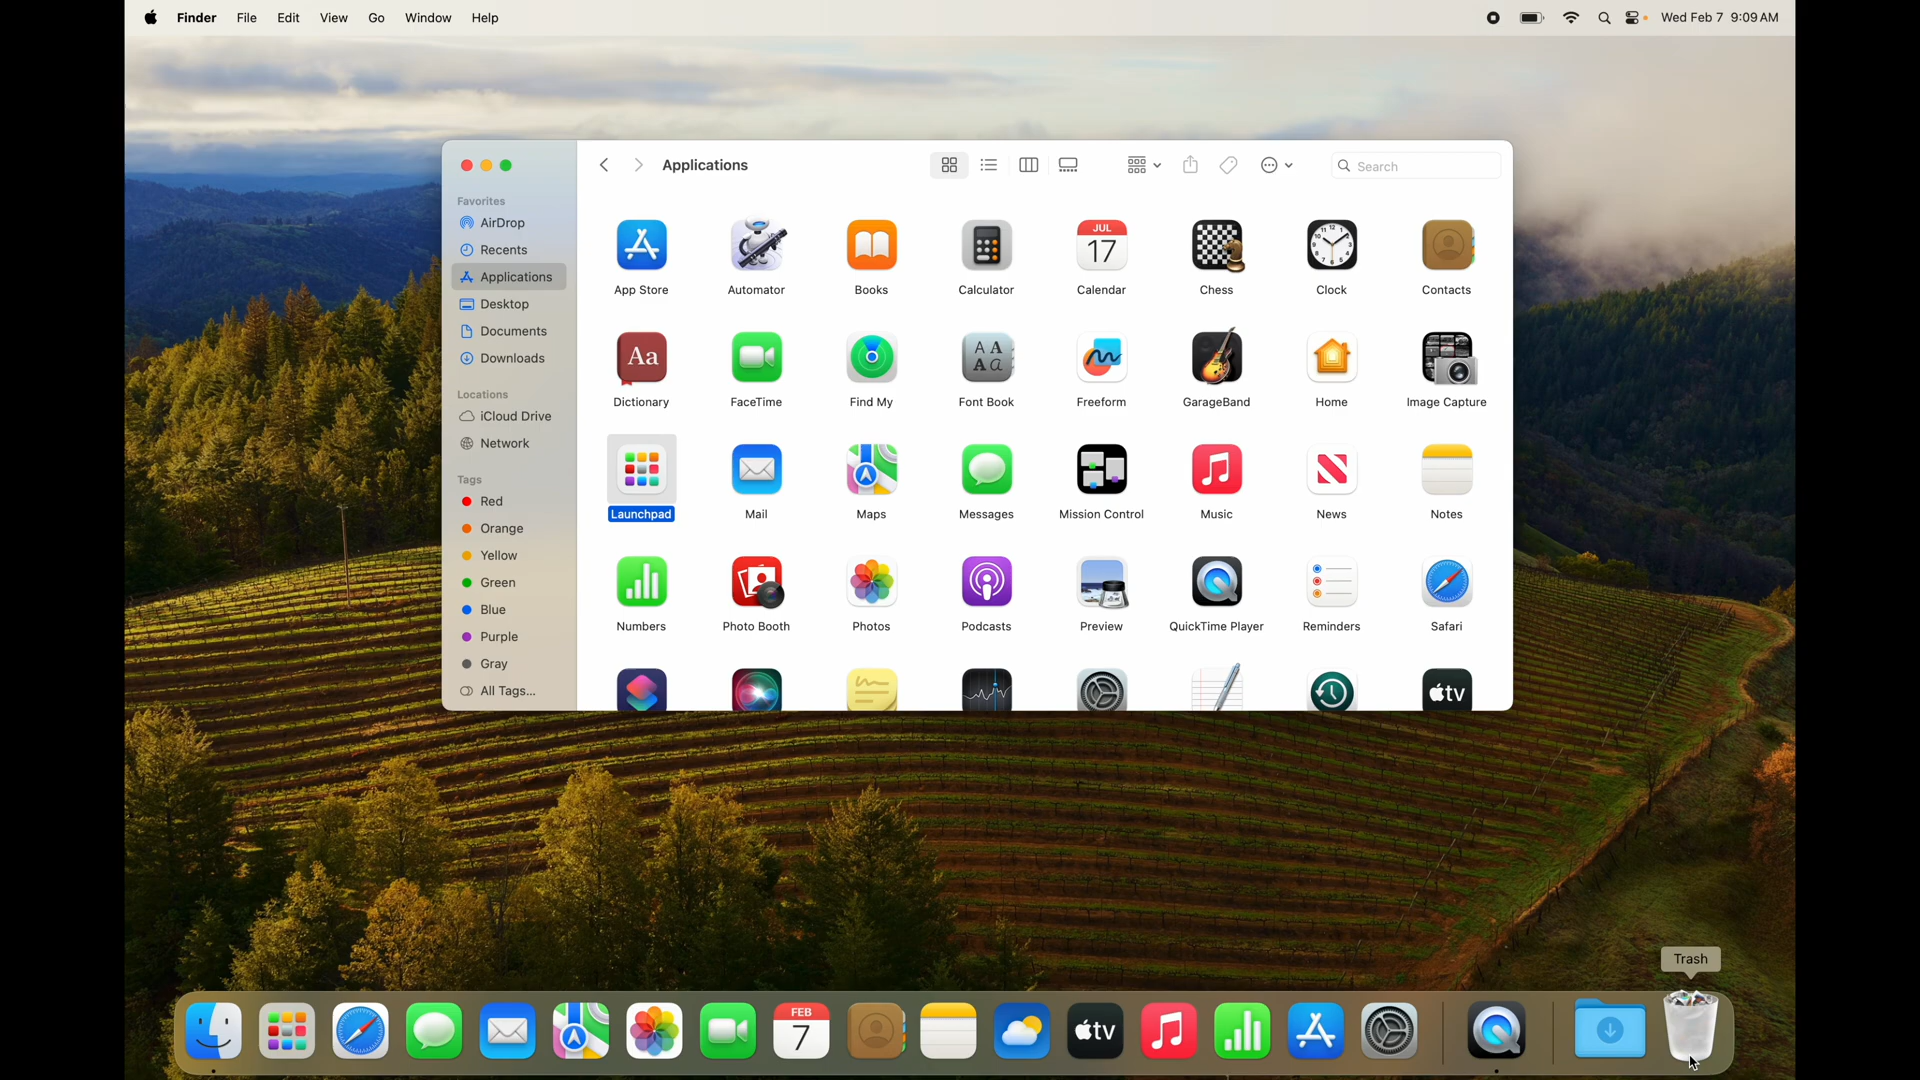 Finder File Edit View Go Window Help Wed Feb 7 9:09 AM
Applications Search
Favorites
AirDrop
Recents
Applications
Desktop
Documents
Downloads
Locations
iCloud Drive
Network
Tags
Red
Orange
Yellow
Green
Blue
Purple
Gray
All Tags...
JUL
17
App Store Automator Books Calculator Calendar Chess Clock Contacts
Aa
A A
A a
Dictionary FaceTime Find My Font Book Freeform GarageBand Home Image Capture
Launchpad Mail Maps Messages Mission Control Music News Notes
Numbers Photo Booth Photos Podcasts Preview QuickTime Player Reminders Safari
tv
Trash
FEB
7
tv